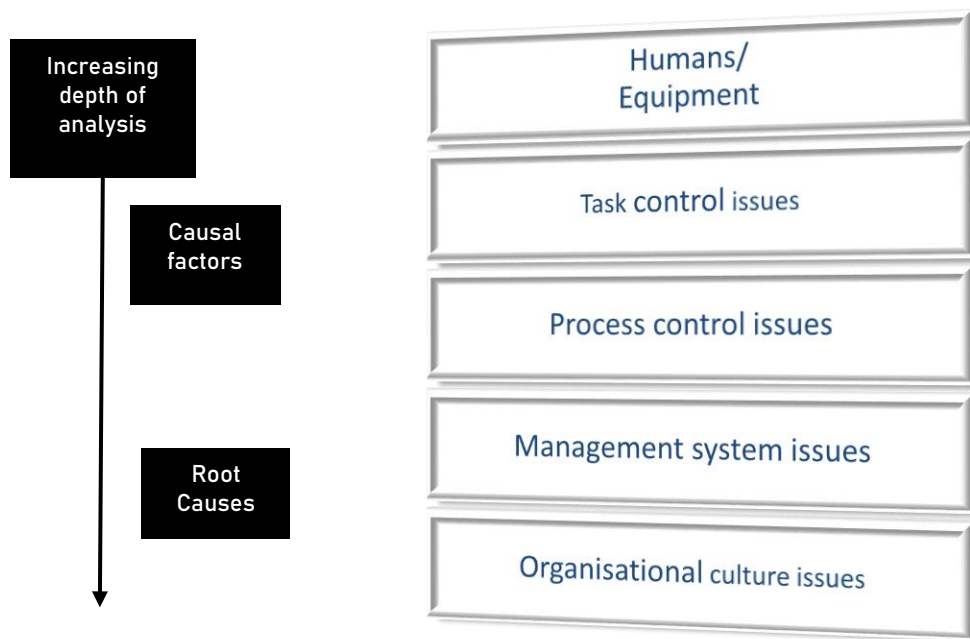 Increasing
depth of
analysis
Causal
factors
Root
Causes
Humans/
Equipment
Task control issues
Process control issues
Management system issues
Organisational culture issues